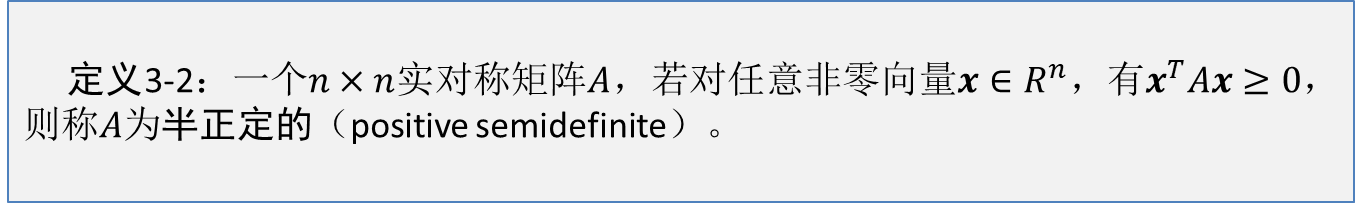 定义3-2：一个n × n实对称矩阵A，若对任意非零向量x ∈ Rⁿ，有xᵀAx ≥ 0，
则称A为半正定的（positive semidefinite）。